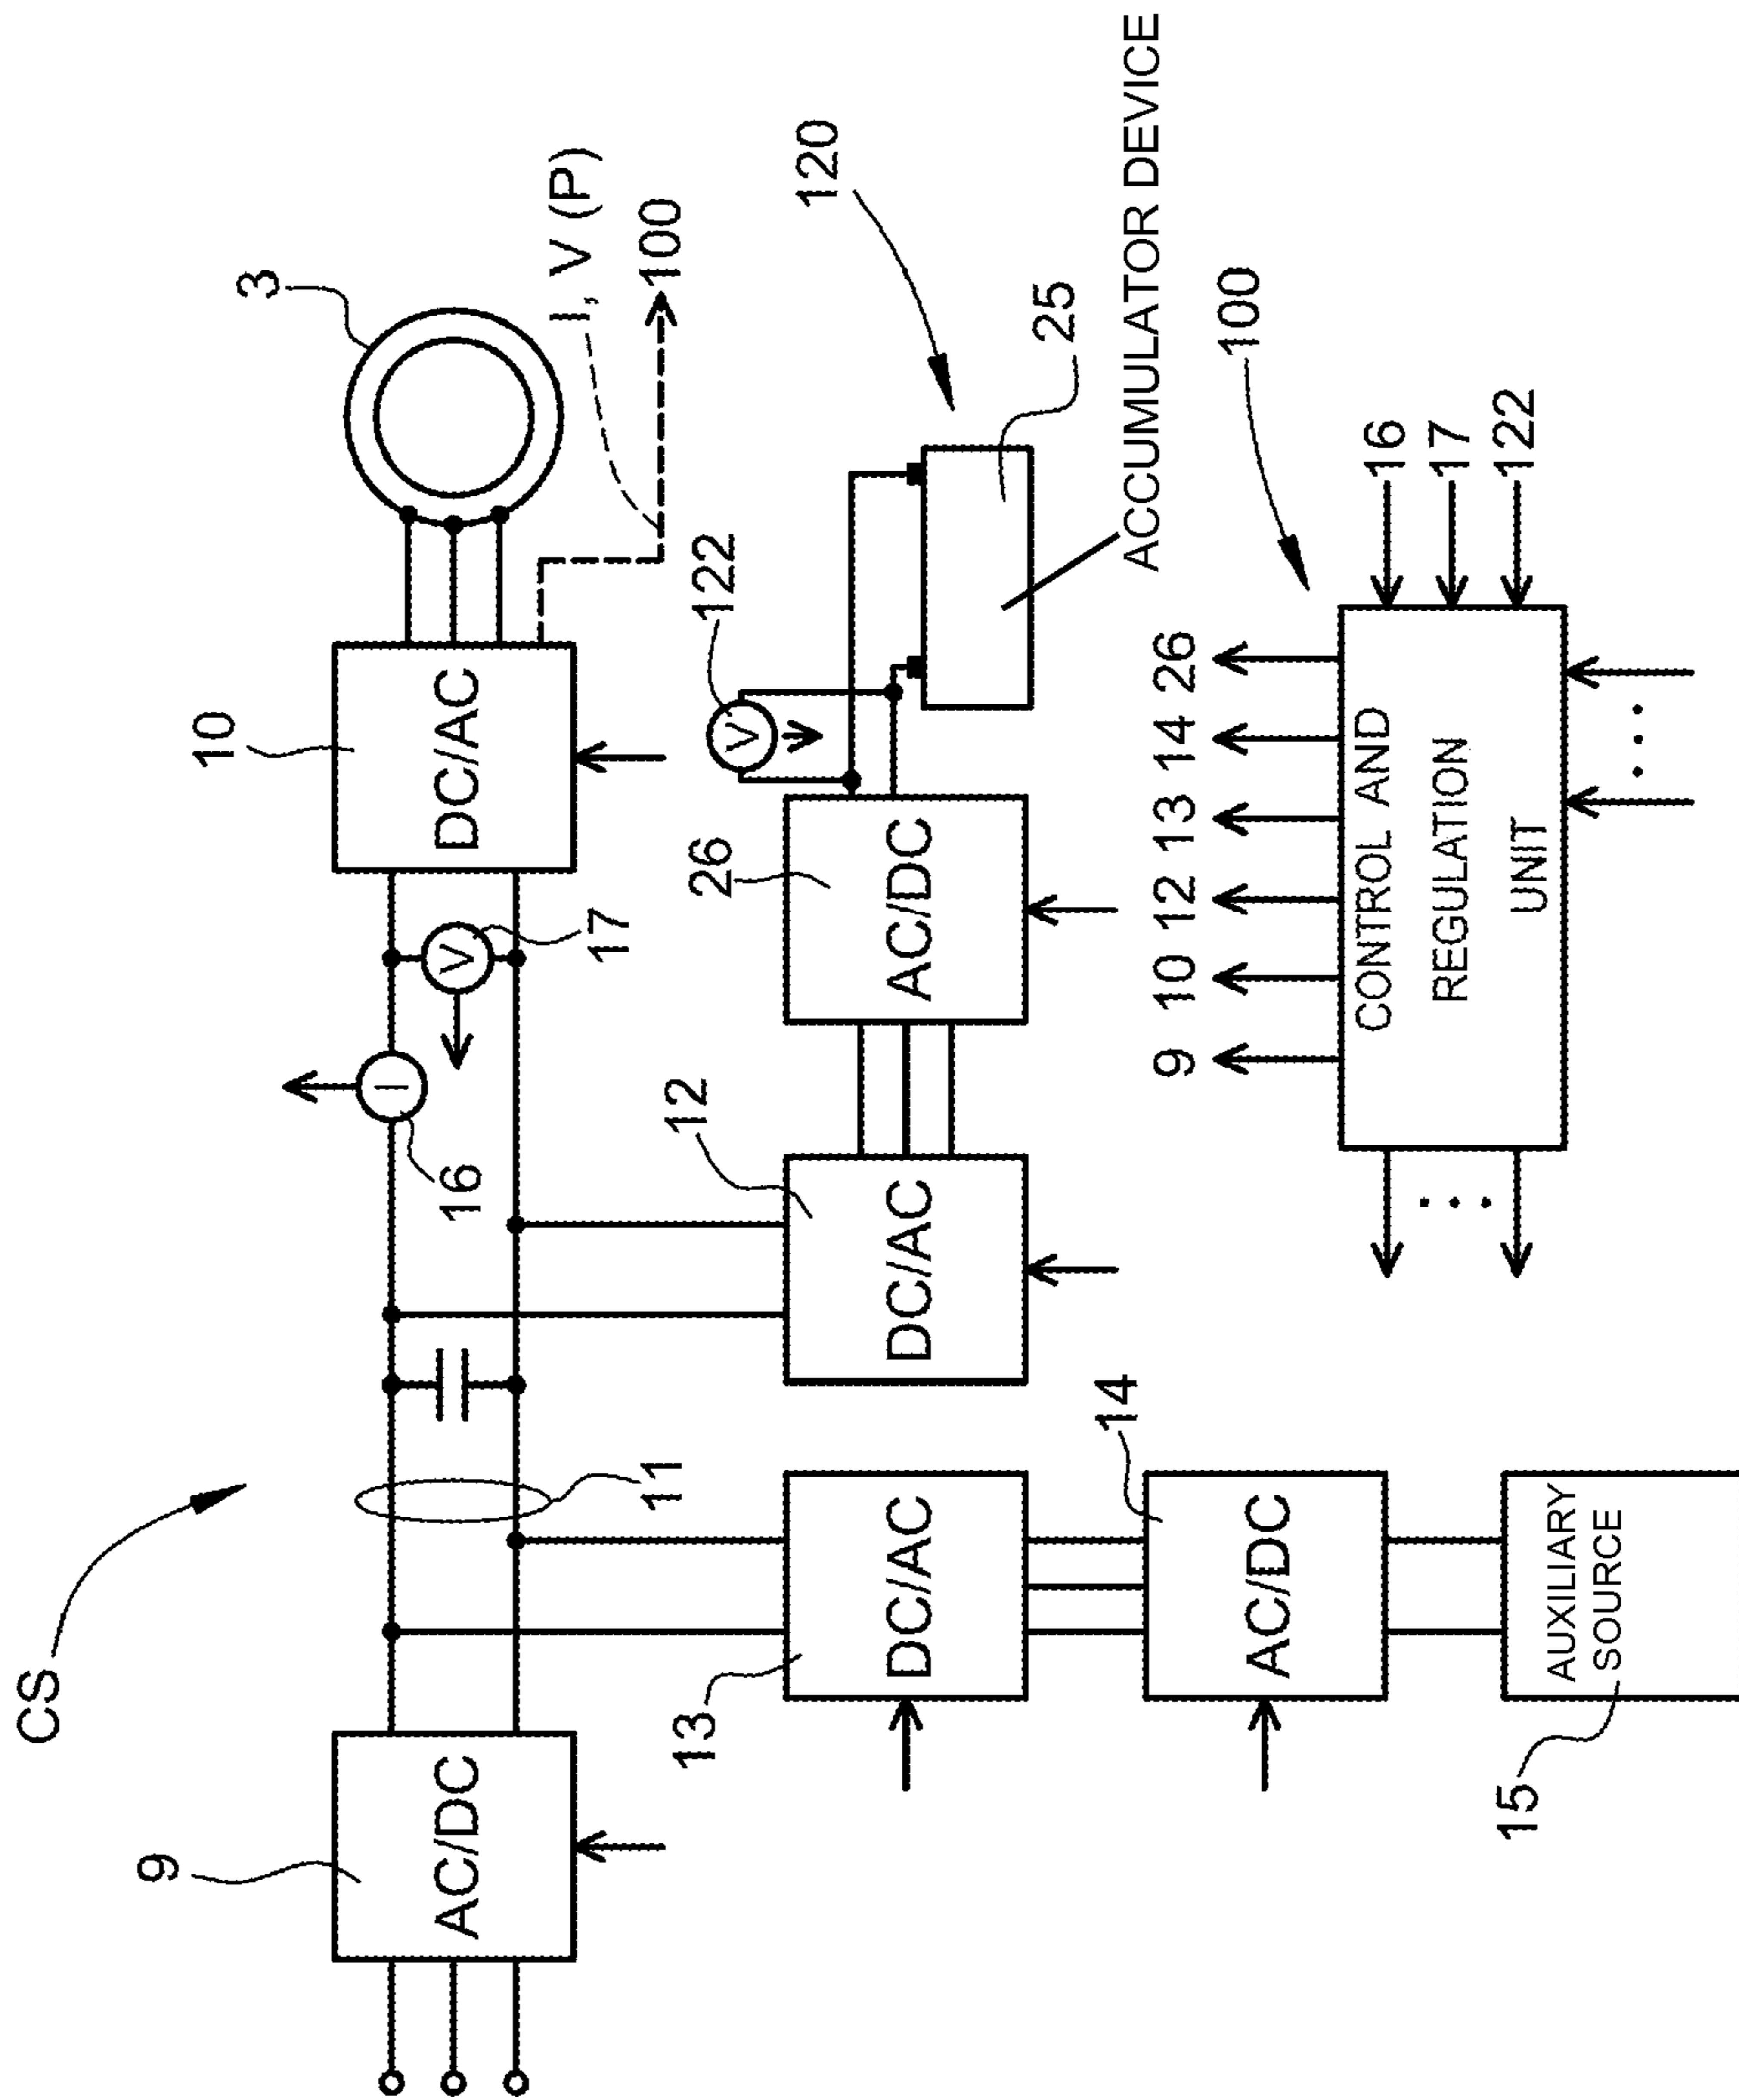 CS
3
10
I, V (P)
100
9
AC/DC
DC/AC
17
16
11
120
122
26
12
ACCUMULATOR DEVICE
25
V
I
V
13
DC/AC
DC/AC
AC/DC
14
AC/DC
15
AUXILIARY
SOURCE
100
9
10
12
13
14
26
16
17
122
CONTROL AND
REGULATION
UNIT